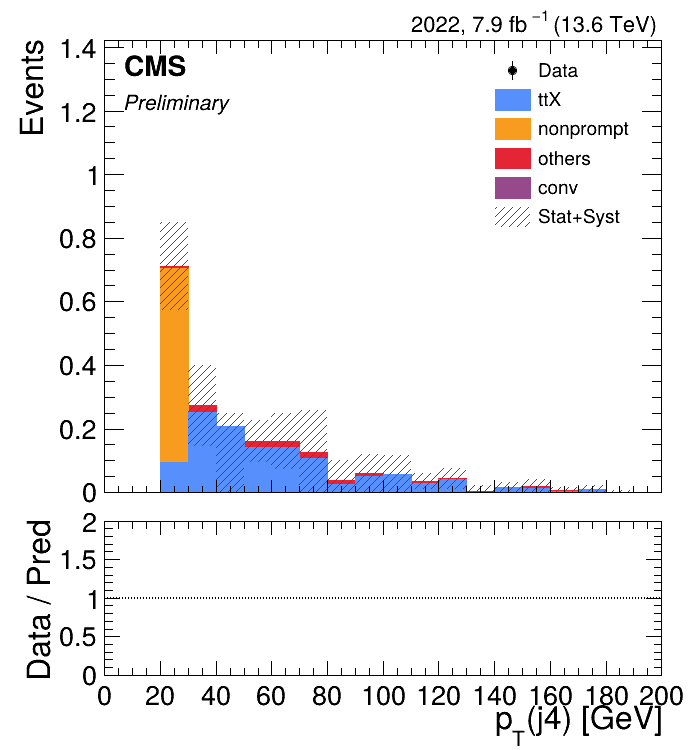 2022, 7.9 fb⁻¹ (13.6 TeV)
CMS
Preliminary
Data
ttX
nonprompt
others
conv
Stat+Syst
Events
1.4
1.2
1
0.8
0.6
0.4
0.2
0
Data / Pred
2
1.5
1
0.5
0
0 20 40 60 80 100 120 140 160 180 200
p_T(j4) [GeV]